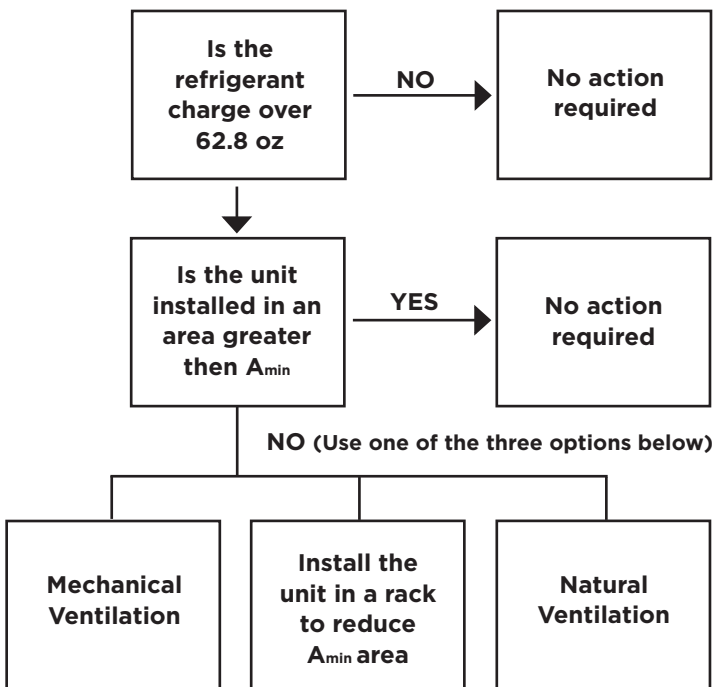 Is the
refrigerant
charge over
62.8 oz
NO
No action
required
Is the unit
installed in an
area greater
then Amin
YES
No action
required
NO (Use one of the three options below)
Mechanical
Ventilation
Install the
unit in a rack
to reduce
Amin area
Natural
Ventilation